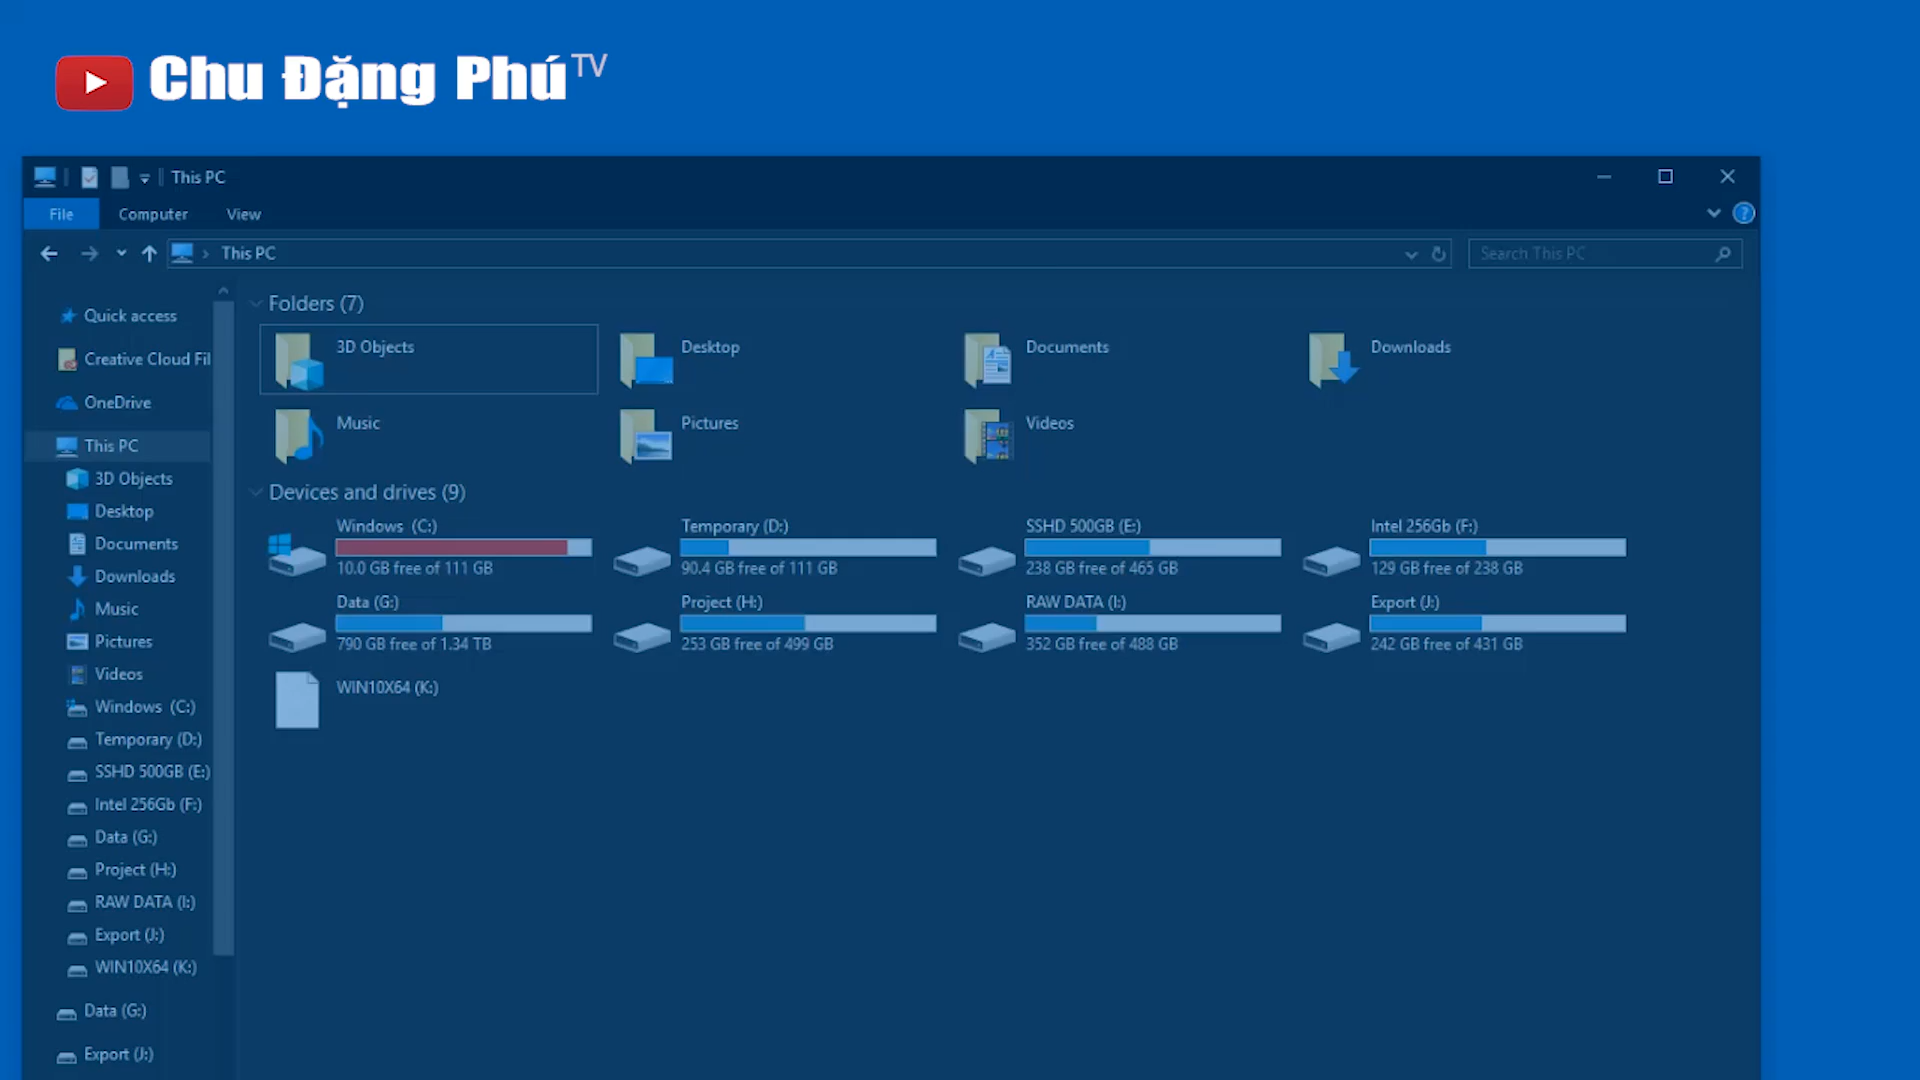 Chu Đặng Phú TV
This PC
File Computer View
This PC
Search This PC
Quick access
Creative Cloud Fil
OneDrive
This PC
3D Objects
Desktop
Documents
Downloads
Music
Pictures
Videos
Windows (C:)
Temporary (D:)
SSHD 500GB (E:)
Intel 256Gb (F:)
Data (G:)
Project (H:)
RAW DATA (I:)
Export (J:)
WIN10X64 (K:)
Data (G:)
Export (J:)
Folders (7)
3D Objects
Desktop
Documents
Downloads
Music
Pictures
Videos
Devices and drives (9)
Windows (C:)
10.0 GB free of 111 GB
Temporary (D:)
90.4 GB free of 111 GB
SSHD 500GB (E:)
238 GB free of 465 GB
Intel 256Gb (F:)
129 GB free of 238 GB
Data (G:)
790 GB free of 1.34 TB
Project (H:)
253 GB free of 499 GB
RAW DATA (I:)
352 GB free of 488 GB
Export (J:)
242 GB free of 431 GB
WIN10X64 (K:)